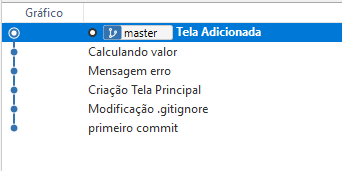 Gráfico
master Tela Adicionada
Calculando valor
Mensagem erro
Criação Tela Principal
Modificação .gitignore
primeiro commit